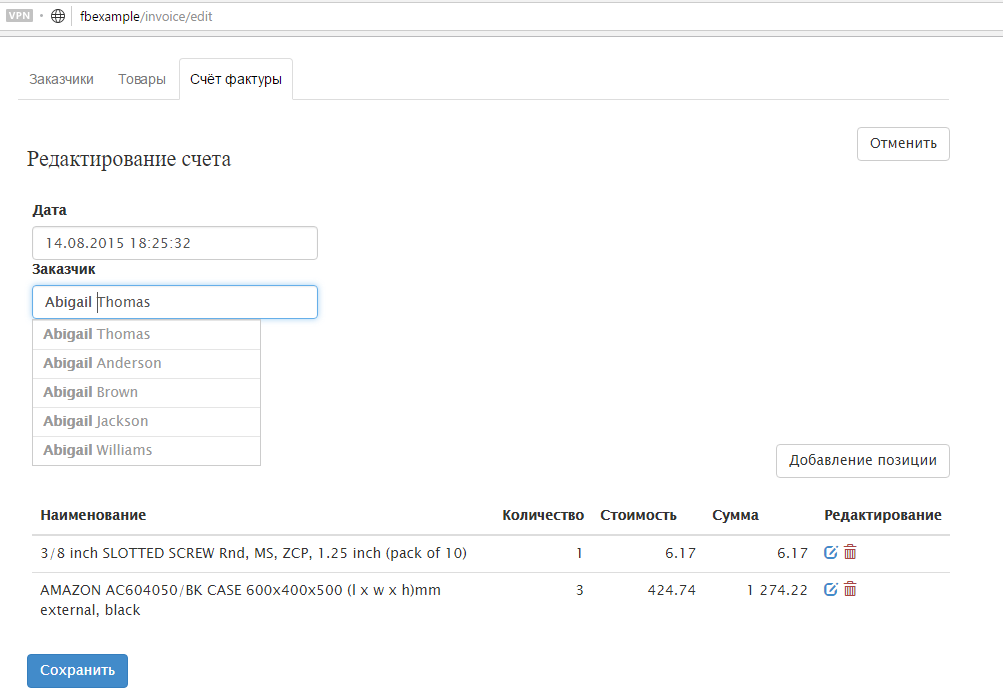 VPN
fbexample/invoice/edit
Заказчики Товары Счёт фактуры
Редактирование счета
Отменить
Дата
14.08.2015 18:25:32
Заказчик
Abigail Thomas
Abigail Thomas
Abigail Anderson
Abigail Brown
Abigail Jackson
Abigail Williams
Добавление позиции
Наименование Количество Стоимость Сумма Редактирование
3/8 inch SLOTTED SCREW Rnd, MS, ZCP, 1.25 inch (pack of 10) 1 6.17 6.17
AMAZON AC604050/BK CASE 600x400x500 (l x w x h)mm 3 424.74 1 274.22
external, black
Сохранить